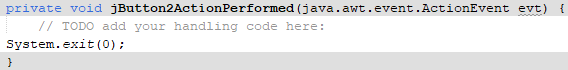 private void jButton2ActionPerformed(java.awt.event.ActionEvent evt) {
// TODO add your handling code here:
System.exit(0);
}